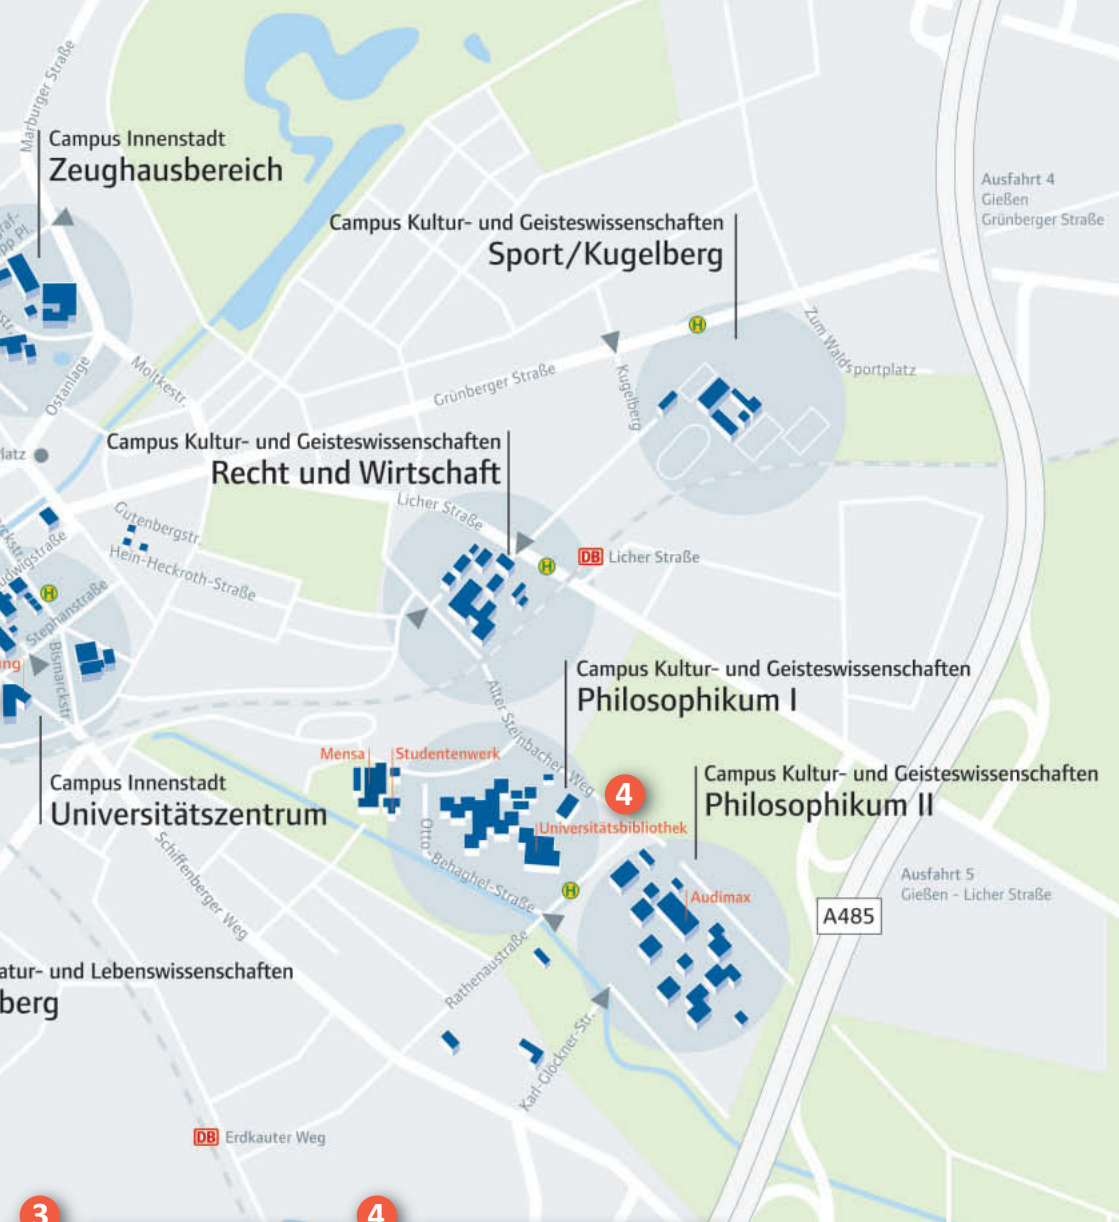 Marburger Straße
Campus Innenstadt
Zeughausbereich
Ausfahrt 4
Gießen
Grünberger Straße
Campus Kultur- und Geisteswissenschaften
Sport/Kugelberg
H
Zum Waldsportplatz
Ostanlage
Moltkestr.
Grünberger Straße
Kugelberg
Campus Kultur- und Geisteswissenschaften
Recht und Wirtschaft
Licher Straße
Gutenbergstr.
Hein-Heckroth-Straße
H
DB Licher Straße
H
Stephanstraße
Bismarckstr.
Campus Kultur- und Geisteswissenschaften
Philosophikum I
Alter Steinbacher Weg
Mensa
Studentenwerk
Campus Kultur- und Geisteswissenschaften
Philosophikum II
4
Campus Innenstadt
Universitätszentrum
Universitätsbibliothek
Otto-Behaghel-Straße
H
Audimax
Ausfahrt 5
Gießen - Licher Straße
A485
Schiffenberger Weg
Rathenaustraße
atur- und Lebenswissenschaften
berg
Karl-Glöckner-Str.
DB Erdkauter Weg
3
4